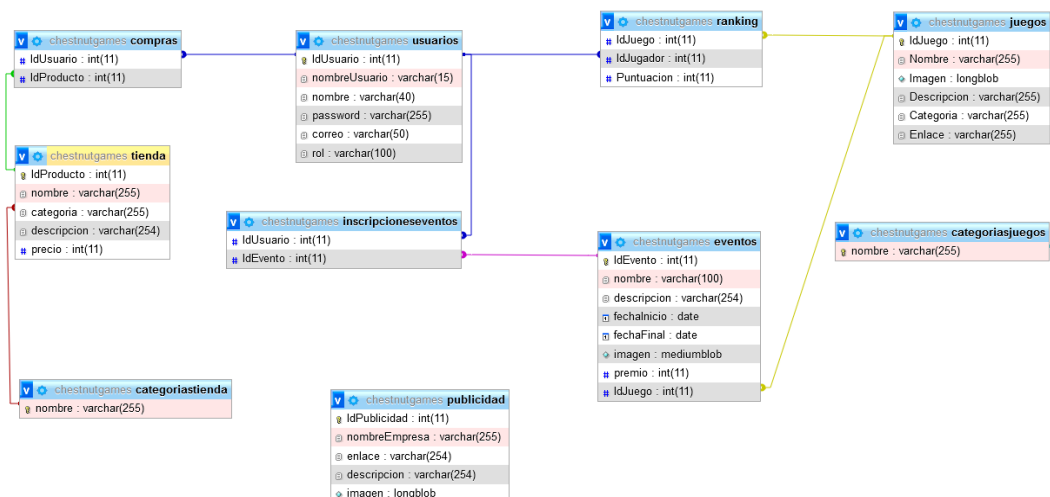 chestnutgames compras
IdUsuario : int(11)
IdProducto : int(11)
chestnutgames usuarios
IdUsuario : int(11)
nombreUsuario : varchar(15)
nombre : varchar(40)
password : varchar(255)
correo : varchar(50)
rol : varchar(100)
chestnutgames ranking
IdJuego : int(11)
IdJugador : int(11)
Puntuacion : int(11)
chestnutgames juegos
IdJuego : int(11)
Nombre : varchar(255)
Imagen : longblob
Descripcion : varchar(255)
Categoria : varchar(255)
Enlace : varchar(255)
chestnutgames tienda
IdProducto : int(11)
nombre : varchar(255)
categoria : varchar(255)
descripcion : varchar(254)
precio : int(11)
chestnutgames inscripcioneseventos
IdUsuario : int(11)
IdEvento : int(11)
chestnutgames eventos
IdEvento : int(11)
nombre : varchar(100)
descripcion : varchar(254)
fechaInicio : date
fechaFinal : date
imagen : mediumblob
premio : int(11)
IdJuego : int(11)
chestnutgames categoriasjuegos
nombre : varchar(255)
chestnutgames categoriastienda
nombre : varchar(255)
chestnutgames publicidad
IdPublicidad : int(11)
nombreEmpresa : varchar(255)
enlace : varchar(254)
descripcion : varchar(254)
imagen : longblob